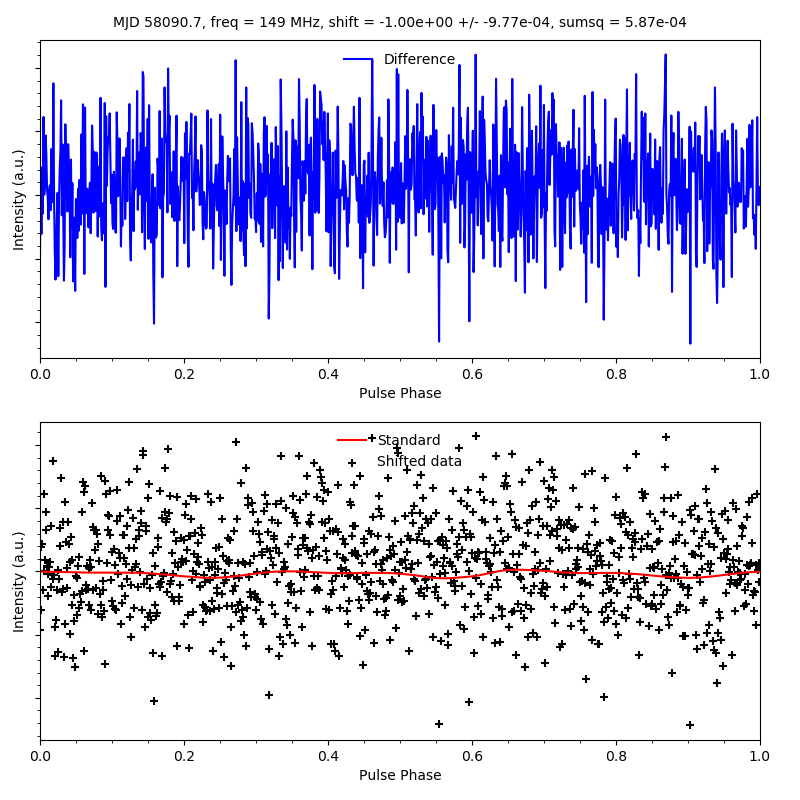 MJD 58090.7, freq = 149 MHz, shift = -1.00e+00 +/- -9.77e-04, sumsq = 5.87e-04
Difference
Intensity (a.u.)
0.0 0.2 0.4 0.6 0.8 1.0
Pulse Phase
Standard
Shifted data
Intensity (a.u.)
0.0 0.2 0.4 0.6 0.8 1.0
Pulse Phase